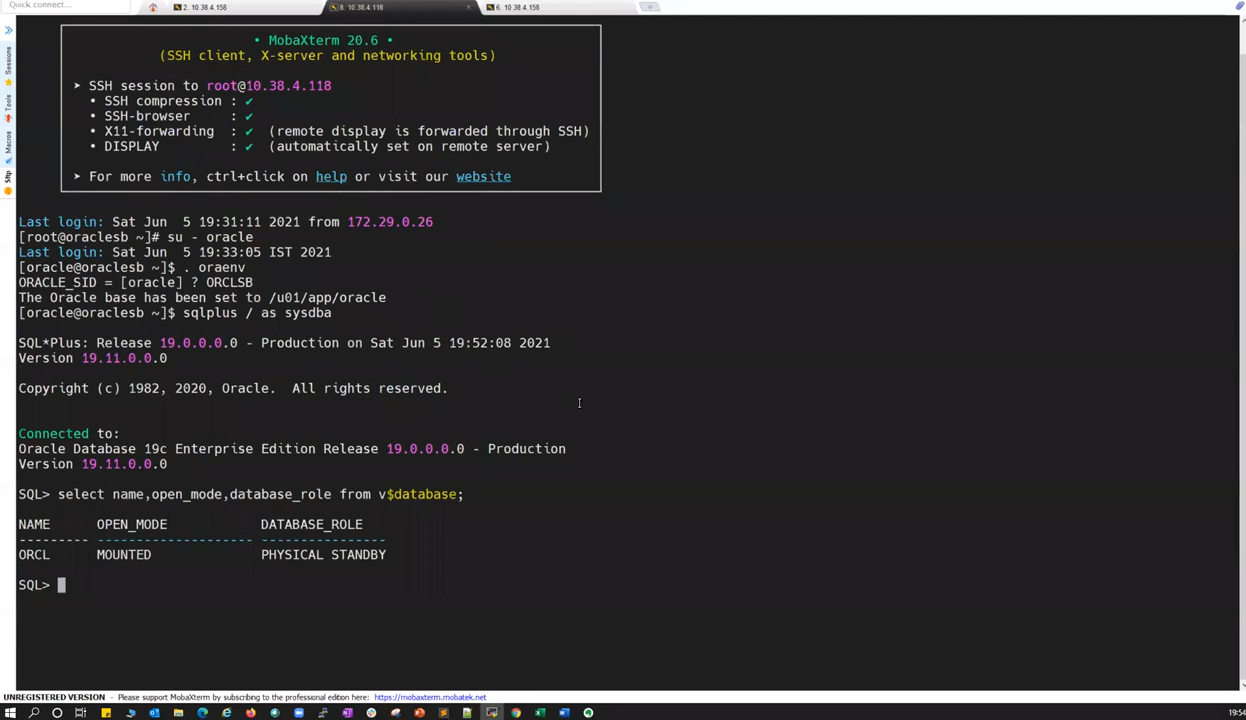 Quick connect...
2. 10.38.4.158
8. 10.38.4.118
6. 10.38.4.158
Sessions
Tools
Macros
Sftp
• MobaXterm 20.6 •
(SSH client, X-server and networking tools)
➤ SSH session to root@10.38.4.118
• SSH compression : ✔
• SSH-browser : ✔
• X11-forwarding : ✔ (remote display is forwarded through SSH)
• DISPLAY : ✔ (automatically set on remote server)
➤ For more info, ctrl+click on help or visit our website
Last login: Sat Jun 5 19:31:11 2021 from 172.29.0.26
[root@oraclesb ~]# su - oracle
Last login: Sat Jun 5 19:33:05 IST 2021
[oracle@oraclesb ~]$ . oraenv
ORACLE_SID = [oracle] ? ORCLSB
The Oracle base has been set to /u01/app/oracle
[oracle@oraclesb ~]$ sqlplus / as sysdba
SQL*Plus: Release 19.0.0.0.0 - Production on Sat Jun 5 19:52:08 2021
Version 19.11.0.0.0
Copyright (c) 1982, 2020, Oracle. All rights reserved.
Connected to:
Oracle Database 19c Enterprise Edition Release 19.0.0.0.0 - Production
Version 19.11.0.0.0
SQL> select name,open_mode,database_role from v$database;
NAME OPEN_MODE DATABASE_ROLE
--------- -------------------- ----------------
ORCL MOUNTED PHYSICAL STANDBY
SQL>
UNREGISTERED VERSION - Please support MobaXterm by subscribing to the professional edition here: https://mobaxterm.mobatek.net
19:54